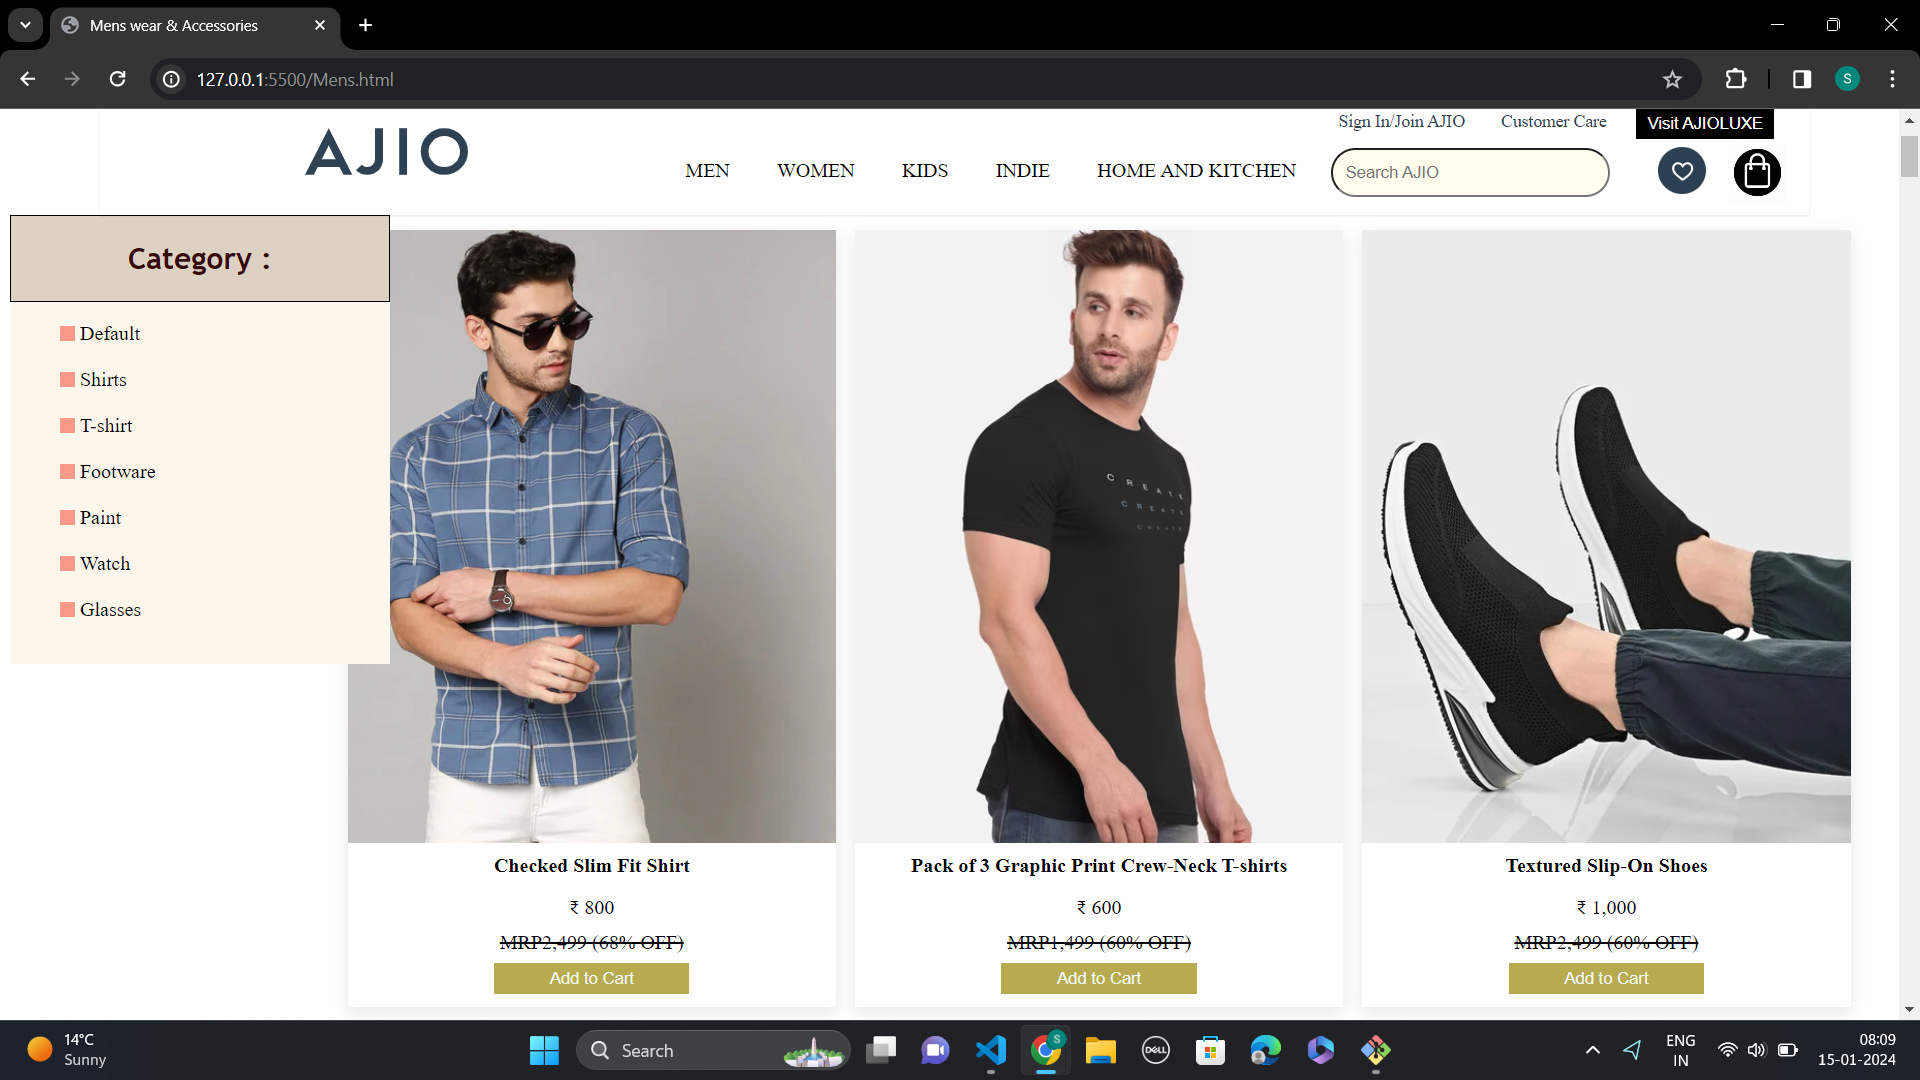 Mens wear & Accessories
127.0.0.1:5500/Mens.html
Sign In/Join AJIO Customer Care Visit AJIOLUXE
AJIO
MEN WOMEN KIDS INDIE HOME AND KITCHEN Search AJIO
S
Category :
Default
Shirts
T-shirt
Footware
Paint
Watch
Glasses
CREATE
CREATE
CREATE
Checked Slim Fit Shirt
₹ 800
MRP2,499 (68% OFF)
Add to Cart
Pack of 3 Graphic Print Crew-Neck T-shirts
₹ 600
MRP1,499 (60% OFF)
Add to Cart
Textured Slip-On Shoes
₹ 1,000
MRP2,499 (60% OFF)
Add to Cart
14°C
Sunny
Search
S
DELL
ENG
IN
08:09
15-01-2024